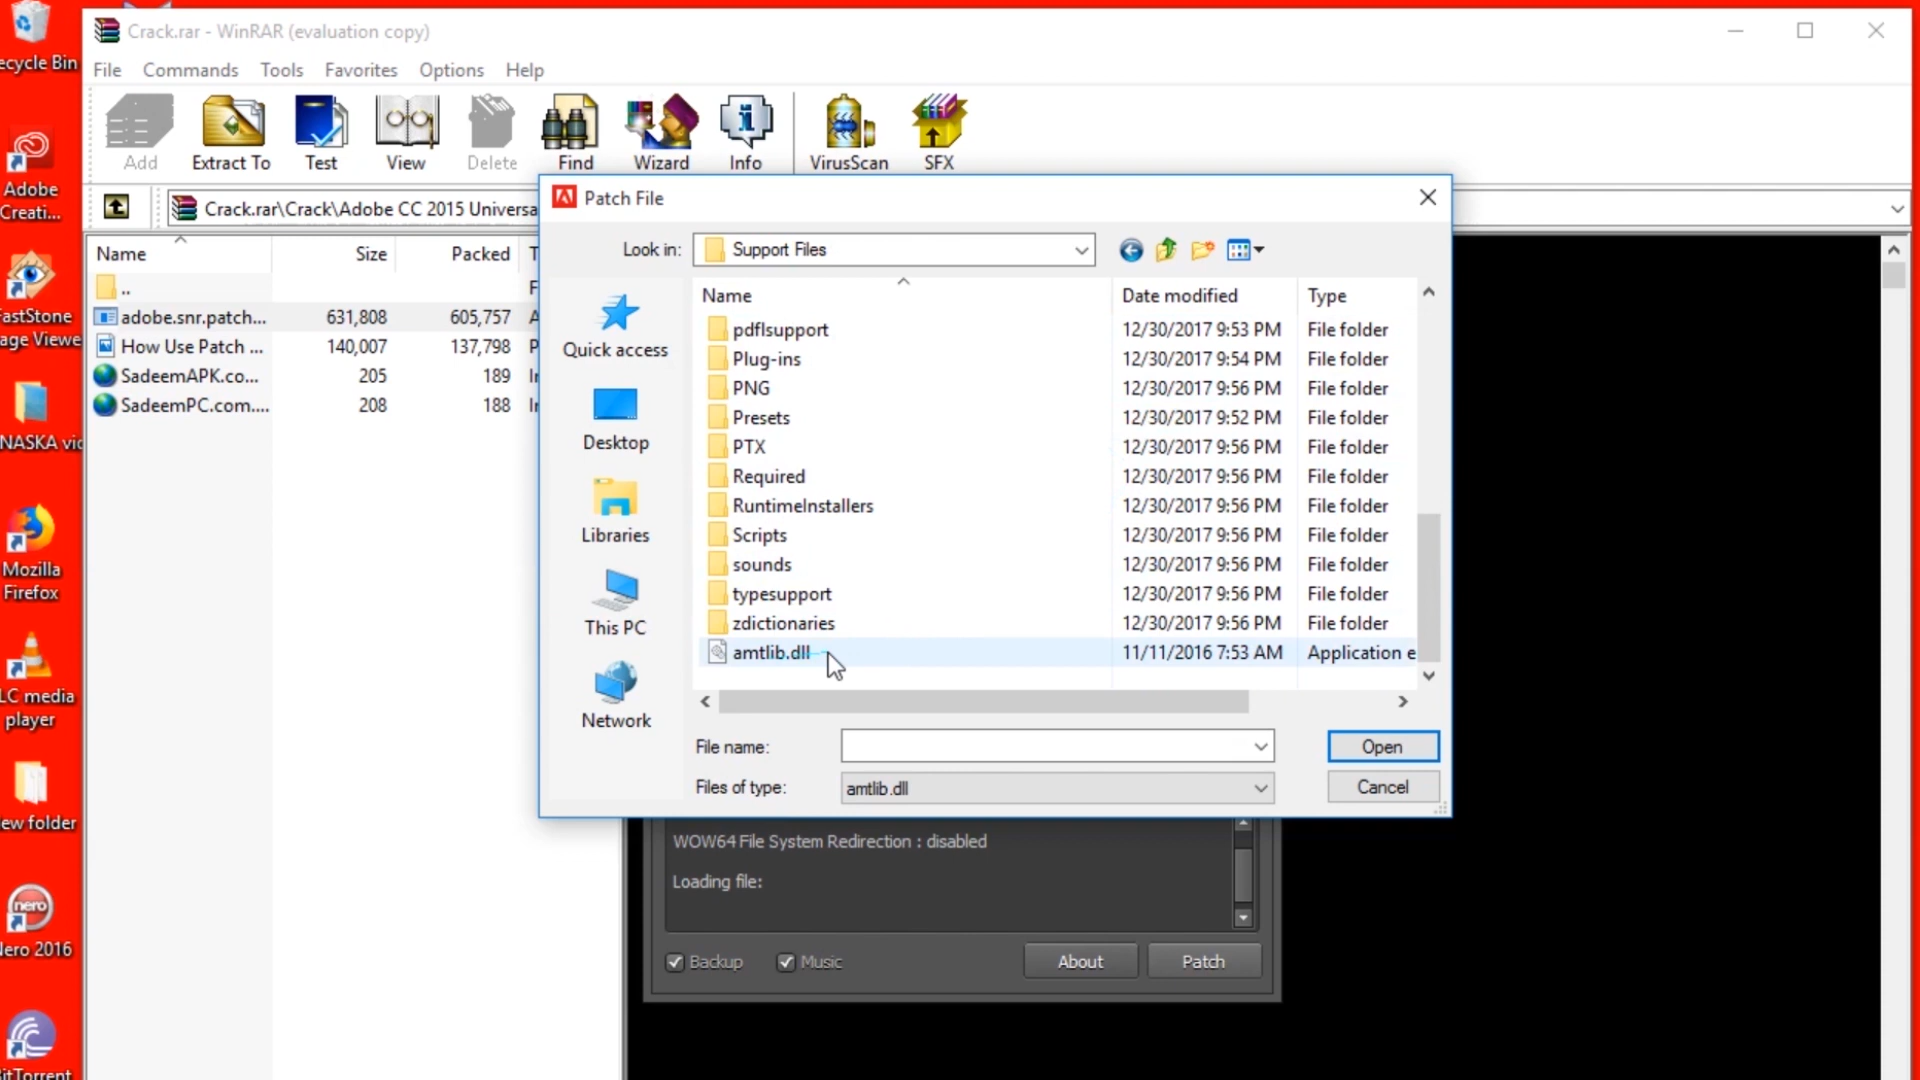 Crack.rar - WinRAR (evaluation copy)
File Commands Tools Favorites Options Help
Add Extract To Test View Delete Find Wizard Info VirusScan SFX
Crack.rar\Crack\Adobe CC 2015 Universa
Name Size Packed T
.. F
adobe.snr.patch... 631,808 605,757 A
How Use Patch ... 140,007 137,798 P
SadeemAPK.co... 205 189 In
SadeemPC.com.... 208 188 In
ecycle Bin
Adobe
Creati...
FastStone
age Viewe
NASKA vid
Mozilla
Firefox
LC media
player
ew folder
nero
Nero 2016
BitTorrent
Patch File
Look in: Support Files
Quick access
Desktop
Libraries
This PC
Network
Name Date modified Type
pdflsupport 12/30/2017 9:53 PM File folder
Plug-ins 12/30/2017 9:54 PM File folder
PNG 12/30/2017 9:56 PM File folder
Presets 12/30/2017 9:52 PM File folder
PTX 12/30/2017 9:56 PM File folder
Required 12/30/2017 9:56 PM File folder
RuntimeInstallers 12/30/2017 9:56 PM File folder
Scripts 12/30/2017 9:56 PM File folder
sounds 12/30/2017 9:56 PM File folder
typesupport 12/30/2017 9:56 PM File folder
zdictionaries 12/30/2017 9:56 PM File folder
amtlib.dll 11/11/2016 7:53 AM Application e
File name: Open
Files of type: amtlib.dll Cancel
WOW64 File System Redirection : disabled
Loading file:
Backup Music About Patch